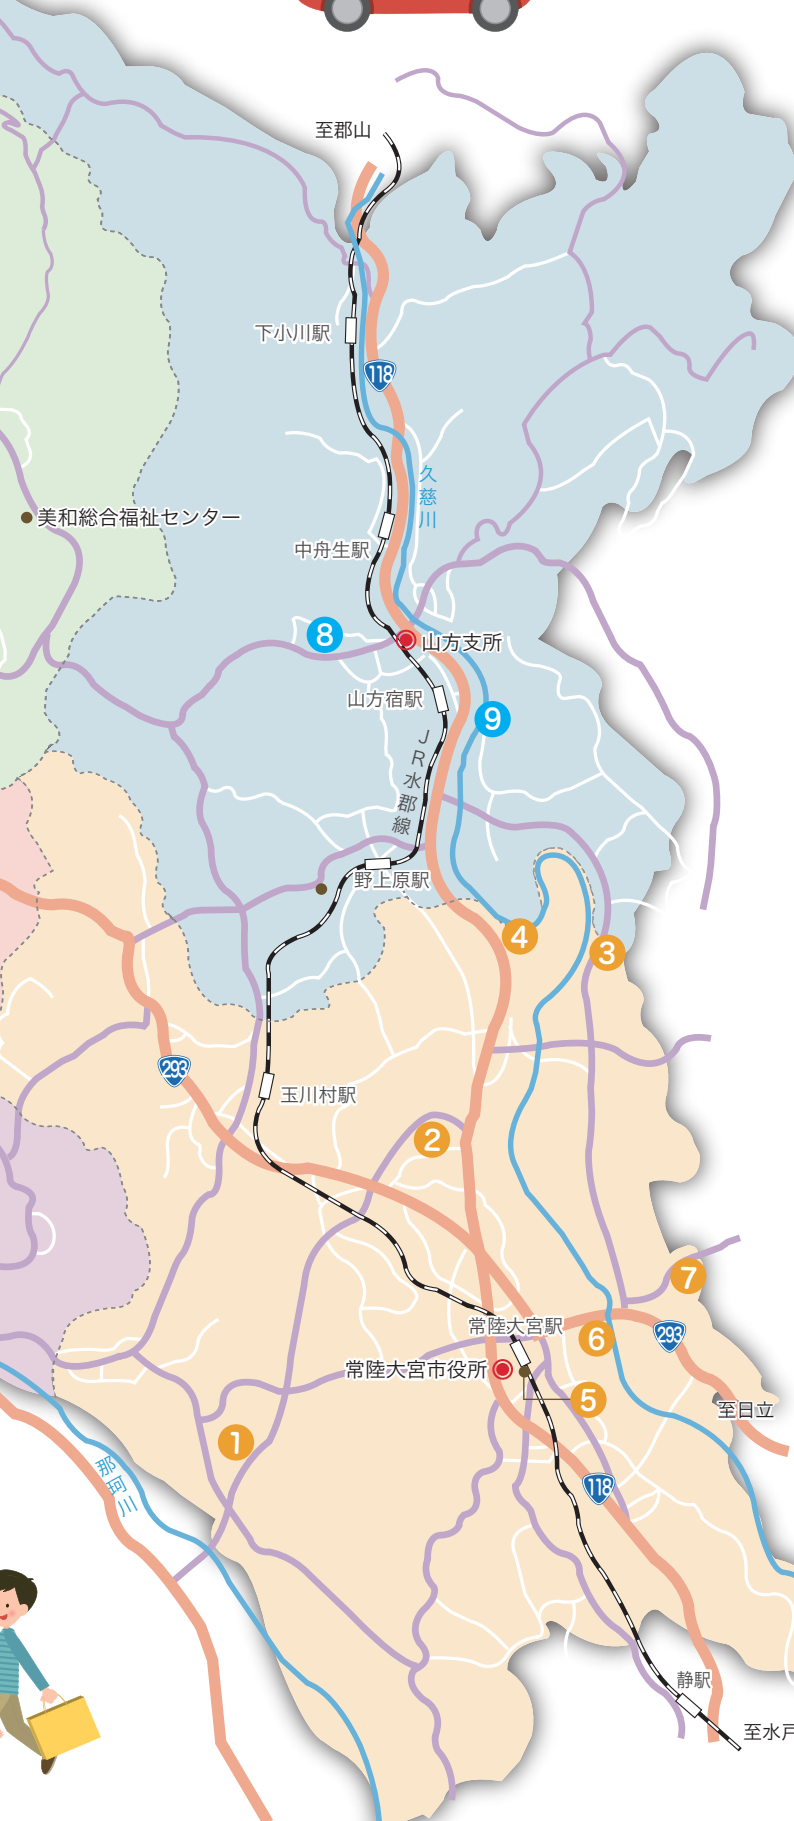 至郡山
下小川駅
118
久慈川
美和総合福祉センター
中舟生駅
8
山方支所
山方宿駅
9
JR水郡線
野上原駅
4
3
293
玉川村駅
2
7
常陸大宮駅
6
293
常陸大宮市役所
5
至日立
1
那珂川
118
静駅
至水戸